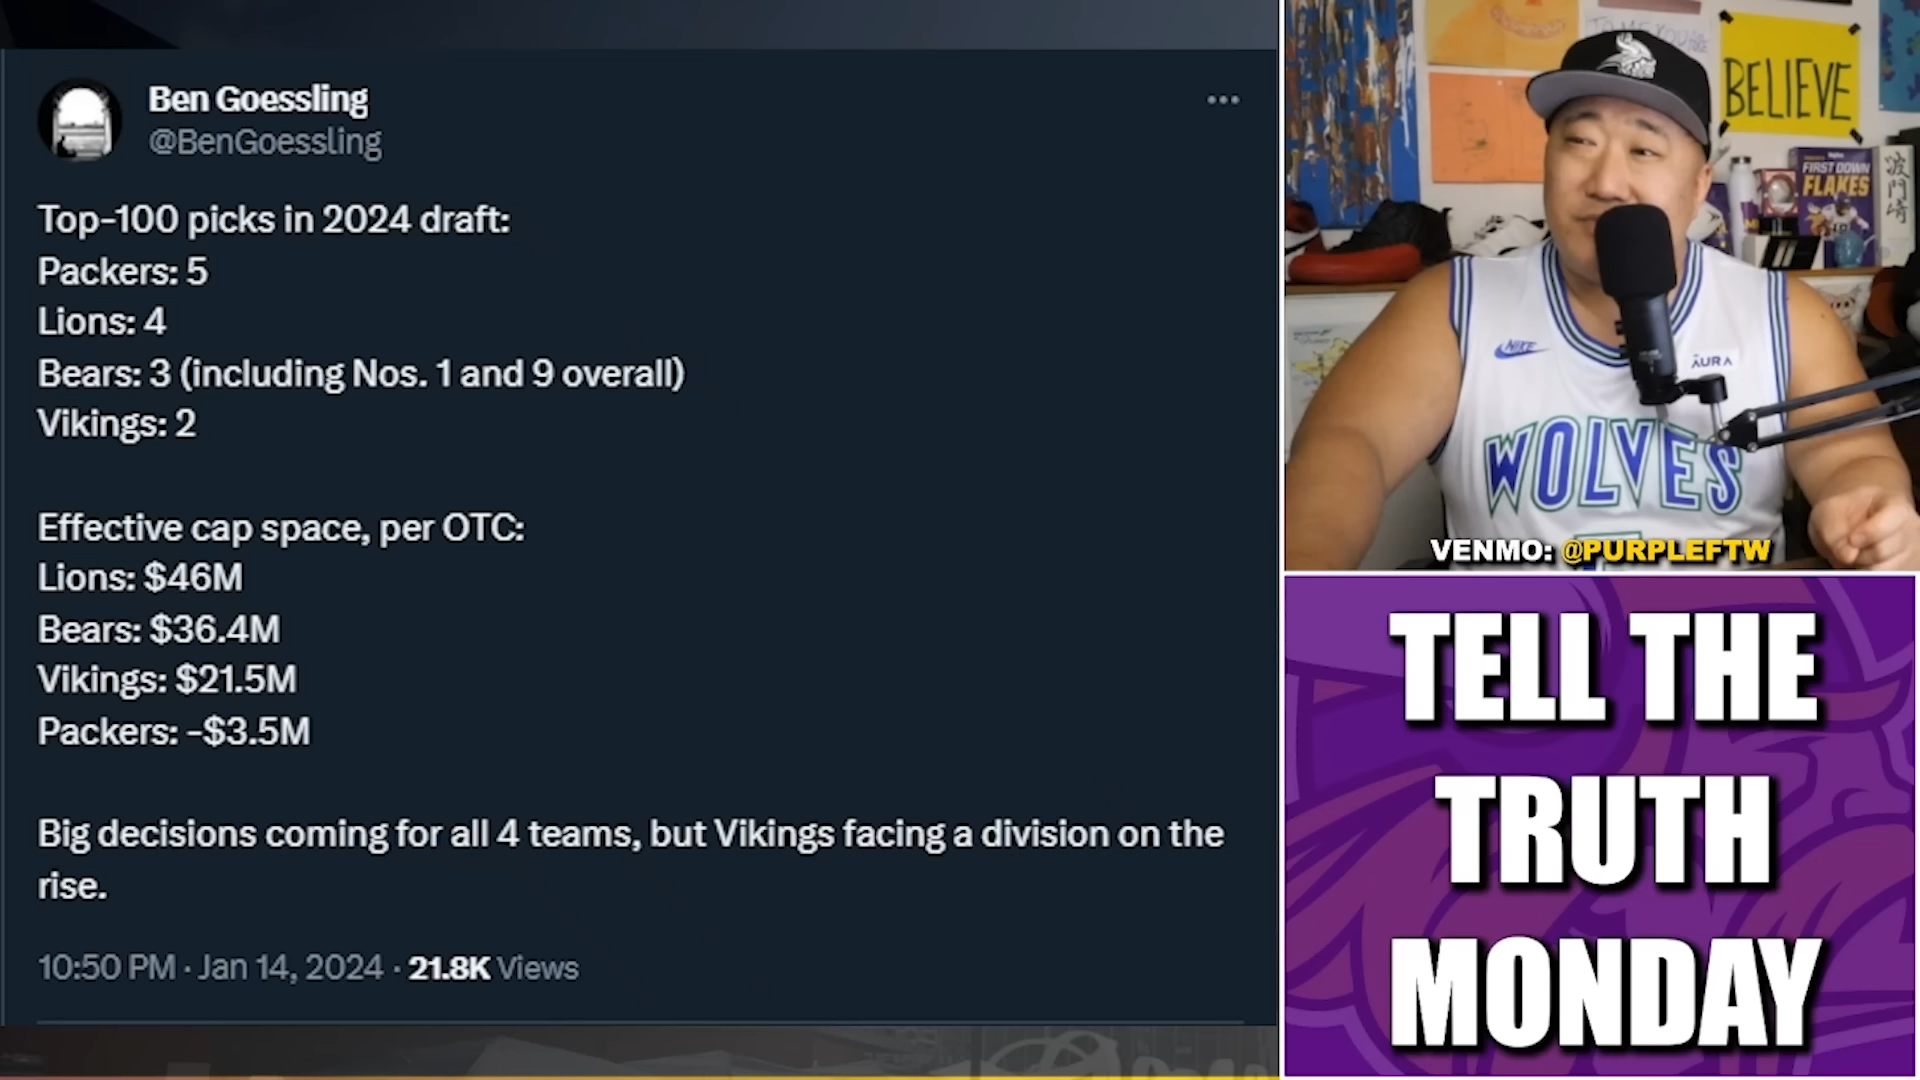 Ben Goessling
@BenGoessling
Top-100 picks in 2024 draft:
Packers: 5
Lions: 4
Bears: 3 (including Nos. 1 and 9 overall)
Vikings: 2
Effective cap space, per OTC:
Lions: $46M
Bears: $36.4M
Vikings: $21.5M
Packers: -$3.5M
Big decisions coming for all 4 teams, but Vikings facing a division on the
rise.
10:50 PM · Jan 14, 2024 · 21.8K Views
BELIEVE
FIRST DOWN
FLAKES
NIKE
AURA
WOLVES
VENMO: @PURPLEFTW
TELL THE
TRUTH
MONDAY